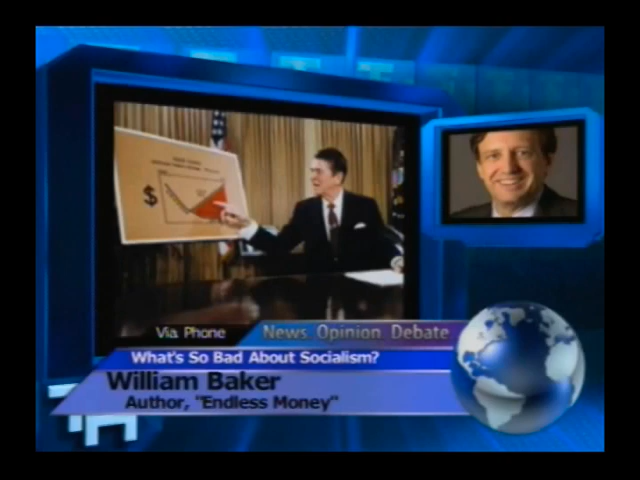 $
Via Phone
News Opinion Debate
What's So Bad About Socialism?
William Baker
Author, "Endless Money"